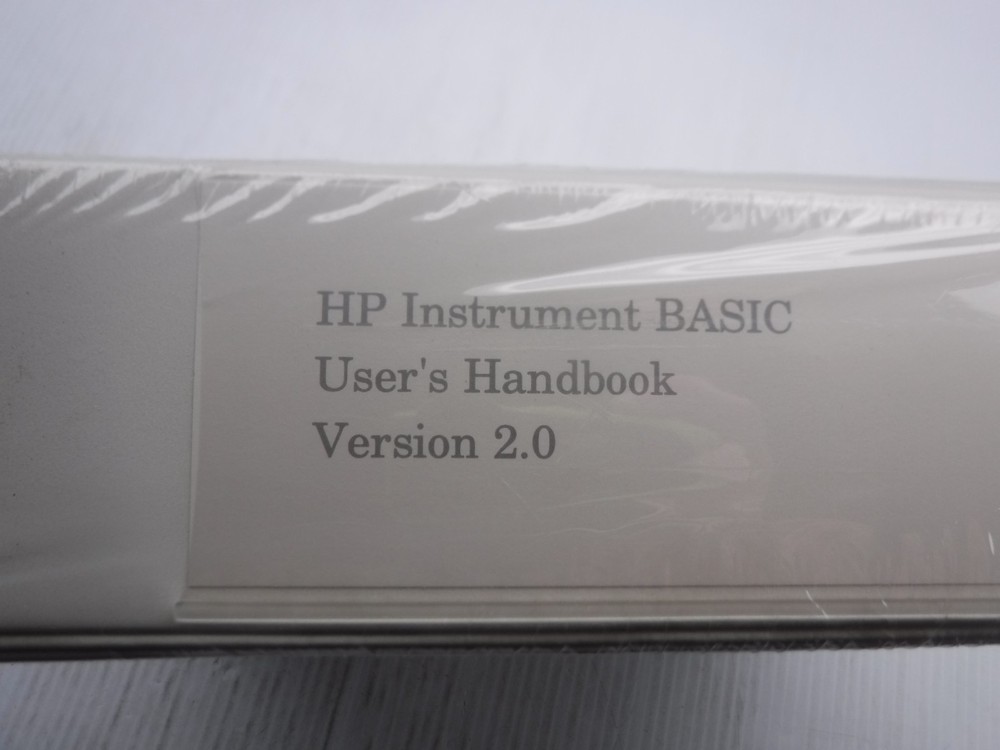 HP Instrument BASIC
User's Handbook
Version 2.0